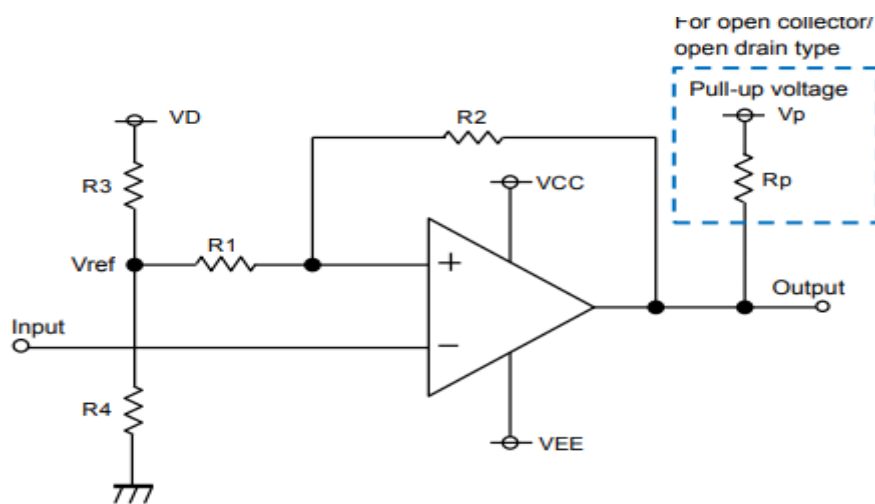 For open collector/
open drain type
Pull-up voltage
Vp
Rp
VD
R2
R3
VCC
R1
Vref
+
Output
Input
−
R4
VEE